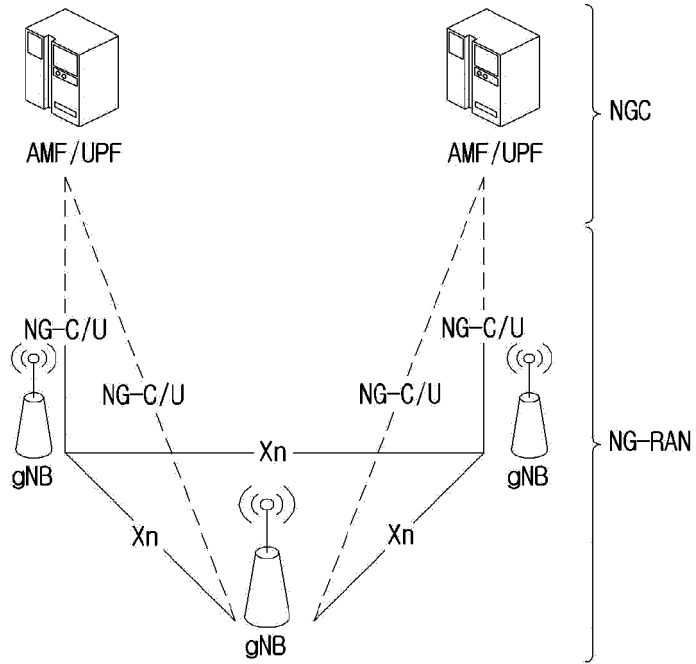 NGC
AMF/UPF
AMF/UPF
NG-C/U
NG-C/U
NG-C/U
NG-C/U
NG-RAN
Xn
gNB
gNB
Xn
Xn
gNB